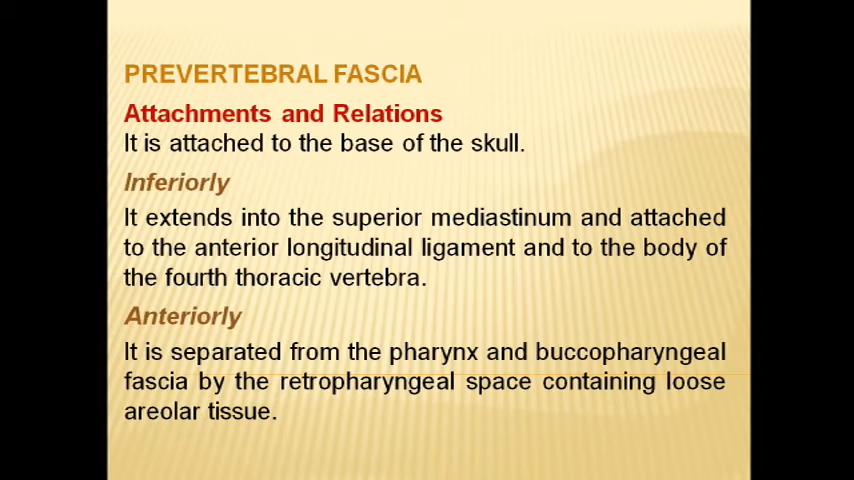 PREVERTEBRAL FASCIA
Attachments and Relations
It is attached to the base of the skull.
Inferiorly
It extends into the superior mediastinum and attached
to the anterior longitudinal ligament and to the body of
the fourth thoracic vertebra.
Anteriorly
It is separated from the pharynx and buccopharyngeal
fascia by the retropharyngeal space containing loose
areolar tissue.